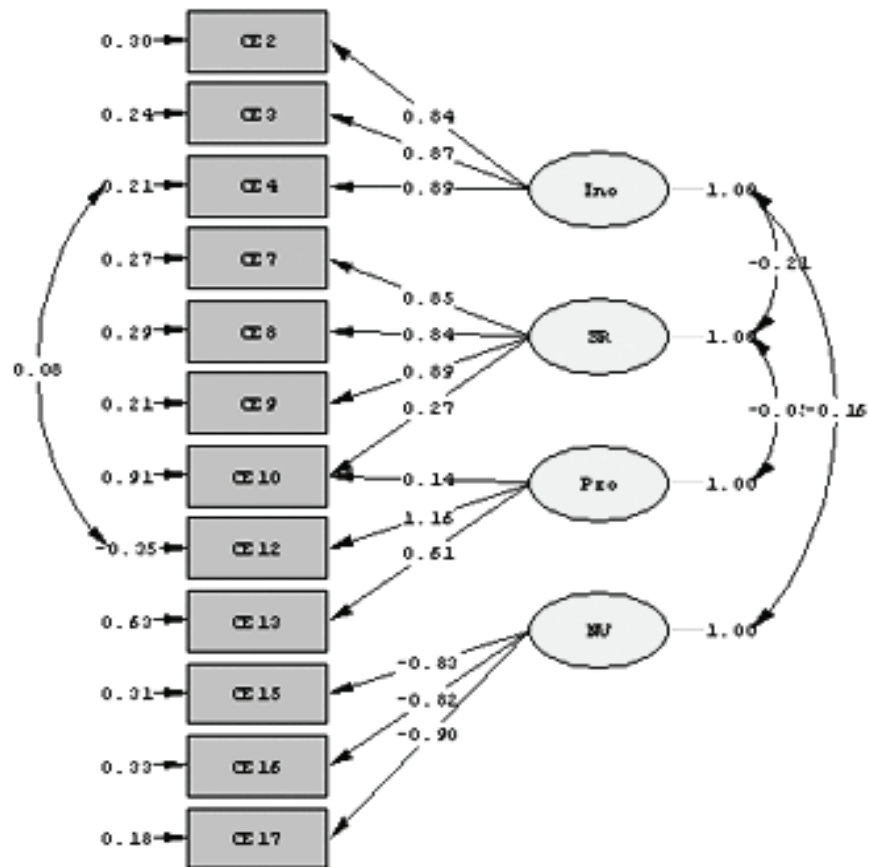 0.30 CE2
0.84
0.24 CE3
0.87
0.21 CE4 0.89 Ino 1.00
0.27 CE7
-0.21
0.85
0.29 CE8 0.84 SR 1.00
0.08
0.89
0.21 CE9
0.27 -0.16
0.91 CE10 0.14 Pro 1.00
1.16
-0.35 CE12
0.61
0.63 CE13 NU 1.00
-0.83
0.31 CE15
-0.82
-0.90
0.33 CE16
0.18 CE17